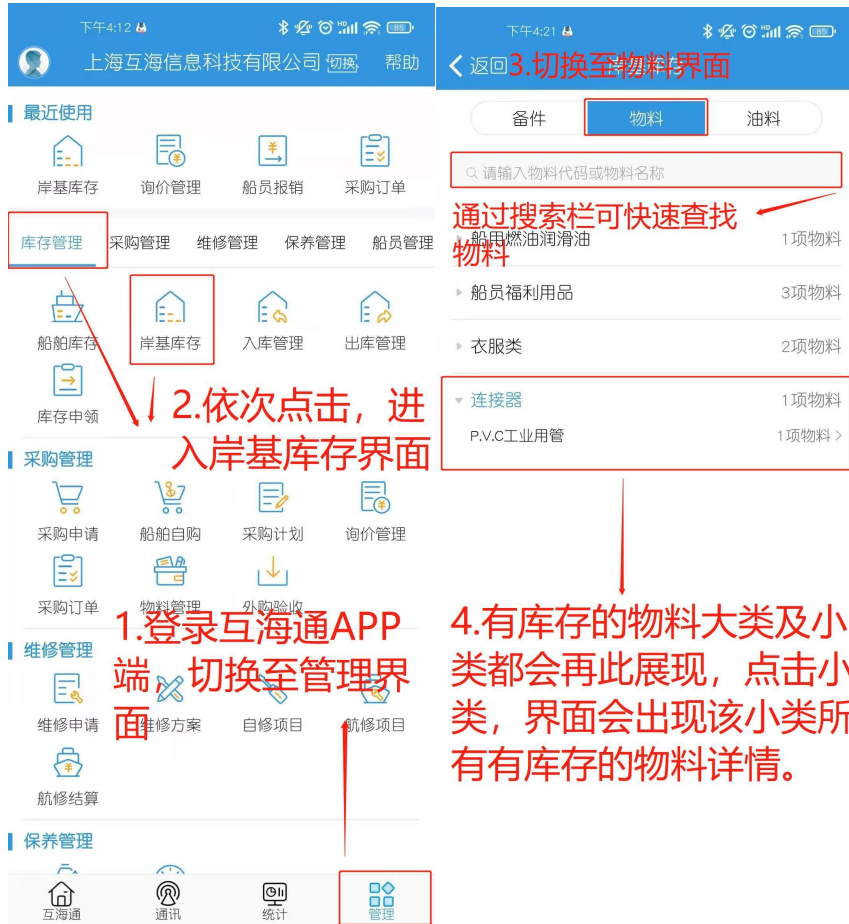 下午4:12
85
上海互海信息科技有限公司 切换 帮助
最近使用
岸基库存 询价管理 船员报销 采购订单
库存管理 采购管理 维修管理 保养管理 船员管理
船舶库存 岸基库存 入库管理 出库管理
库存申领
2.依次点击，进
入岸基库存界面
采购管理
采购申请 船舶自购 采购计划 询价管理
采购订单 物料管理 外购验收
1.登录互海通APP
端，切换至管理界
面
维修管理
维修申请 维修方案 自修项目 航修项目
航修结算
保养管理
互海通 通讯 统计 管理
下午4:21
85
返回 岸基库存
3.切换至物料界面
备件 物料 油料
请输入物料代码或物料名称
通过搜索栏可快速查找
物料
船用燃油润滑油 1项物料
船员福利用品 3项物料
衣服类 2项物料
连接器 1项物料
P.V.C工业用管 1项物料
4.有库存的物料大类及小
类都会再此展现，点击小
类，界面会出现该小类所
有有库存的物料详情。